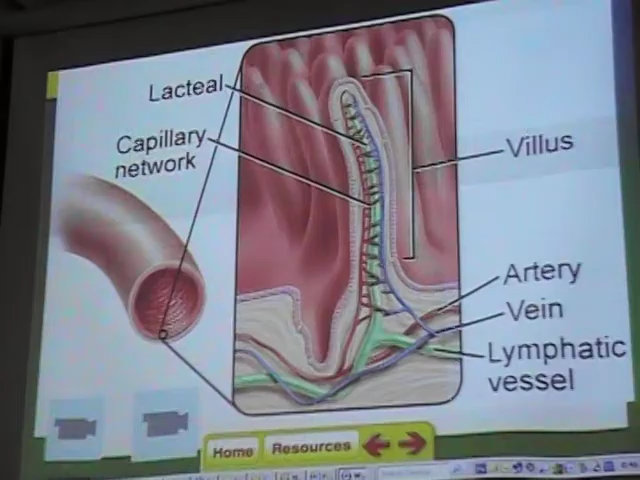 Lacteal
Capillary
network
Villus
Artery
Vein
Lymphatic
vessel
Home
Resources